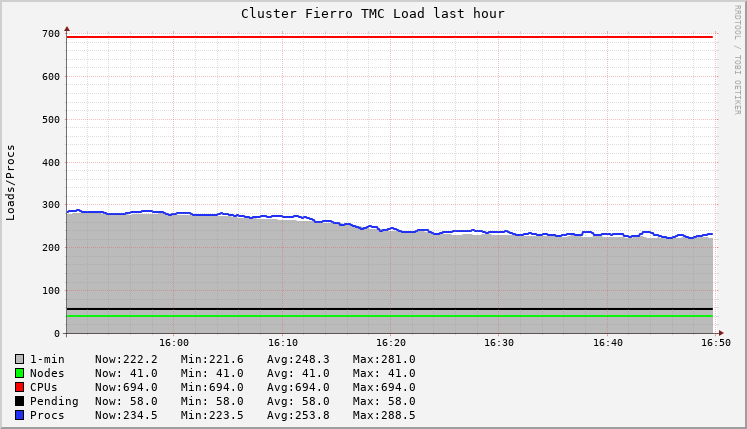 Cluster Fierro TMC Load last hour
RRDTOOL / TOBI OETIKER
Loads/Procs
700
600
500
400
300
200
100
0
16:00 16:10 16:20 16:30 16:40 16:50
1-min Now:222.2 Min:221.6 Avg:248.3 Max:281.0
Nodes Now: 41.0 Min: 41.0 Avg: 41.0 Max: 41.0
CPUs Now:694.0 Min:694.0 Avg:694.0 Max:694.0
Pending Now: 58.0 Min: 58.0 Avg: 58.0 Max: 58.0
Procs Now:234.5 Min:223.5 Avg:253.8 Max:288.5